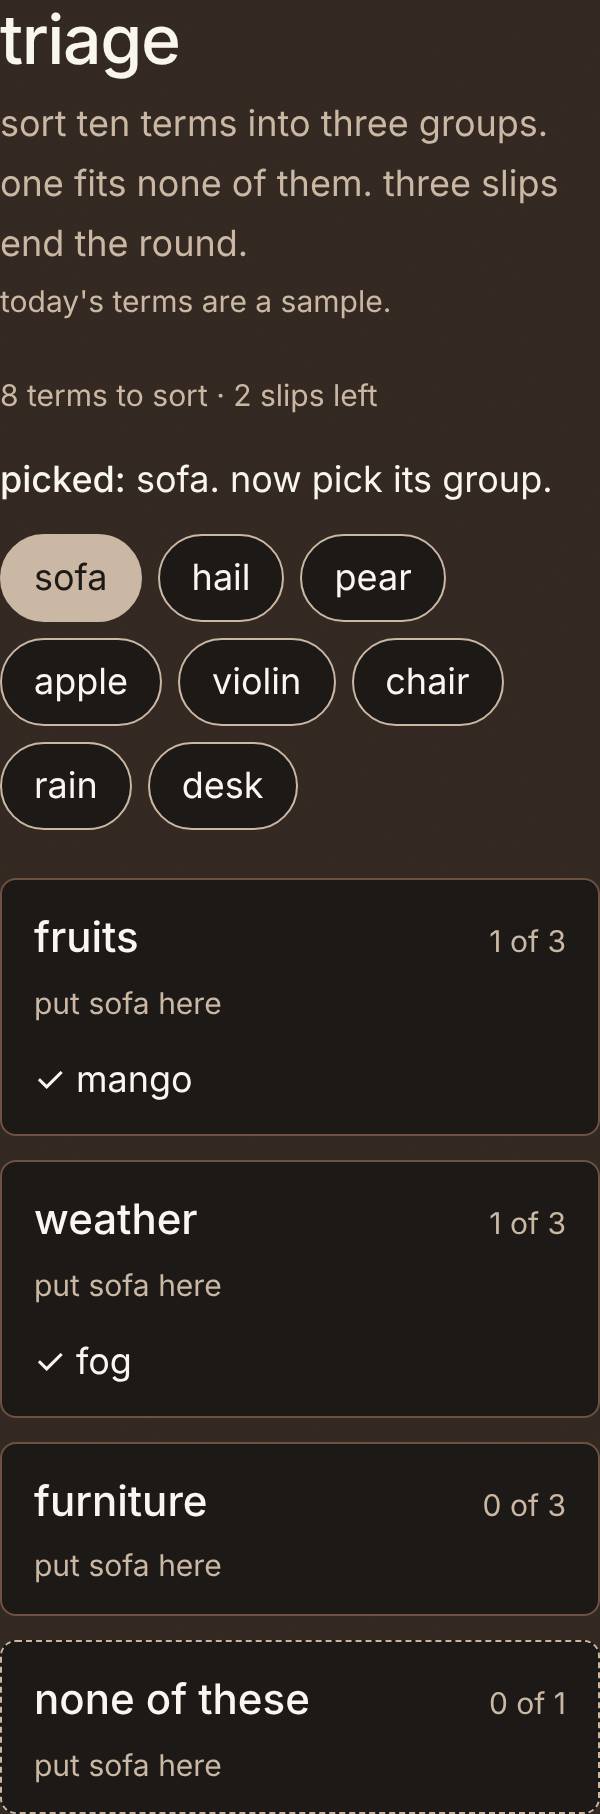 triage
sort ten terms into three groups.
one fits none of them. three slips
end the round.
today's terms are a sample.
8 terms to sort · 2 slips left
picked: sofa. now pick its group.
sofa hail pear
apple violin chair
rain desk
fruits 1 of 3
put sofa here
✓ mango
weather 1 of 3
put sofa here
✓ fog
furniture 0 of 3
put sofa here
none of these 0 of 1
put sofa here